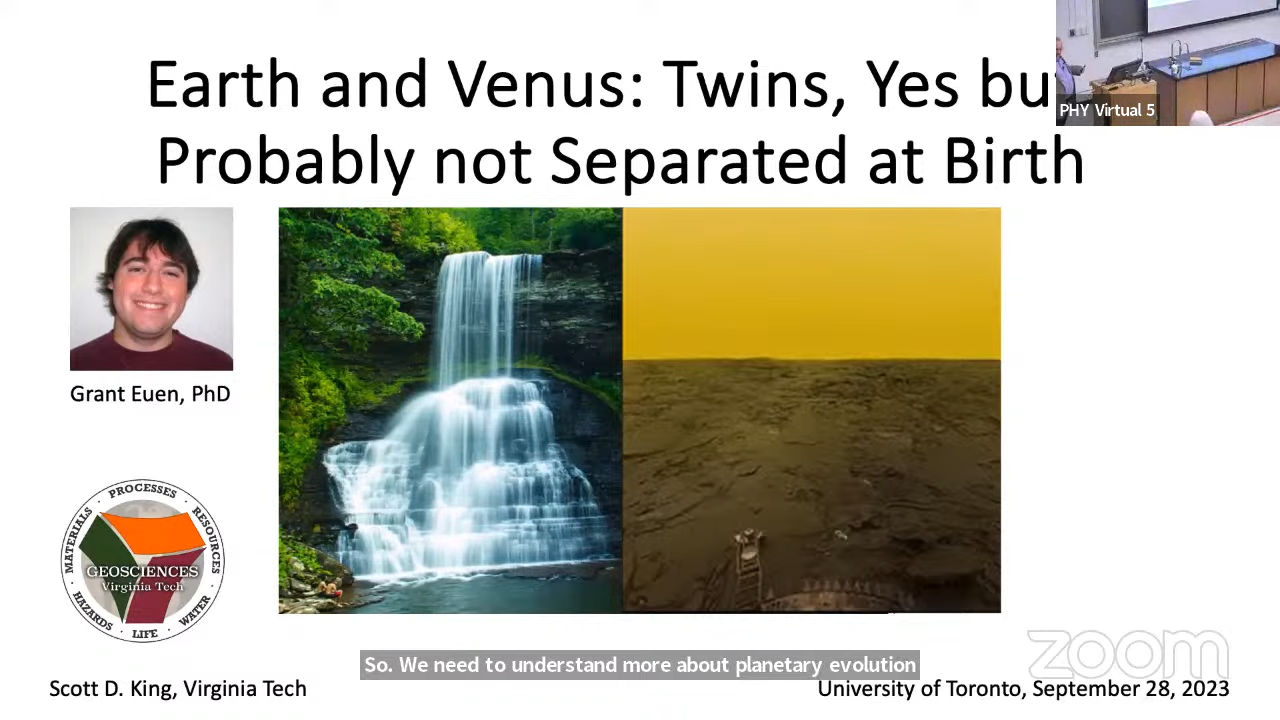 Earth and Venus: Twins, Yes bu
PHY Virtual 5
Probably not Separated at Birth
Grant Euen, PhD
PROCESSES · RESOURCES · WATER · LIFE · HAZARDS · MATERIALS ·
GEOSCIENCES
Virginia Tech
zoom
So. We need to understand more about planetary evolution
Scott D. King, Virginia Tech
University of Toronto, September 28, 2023